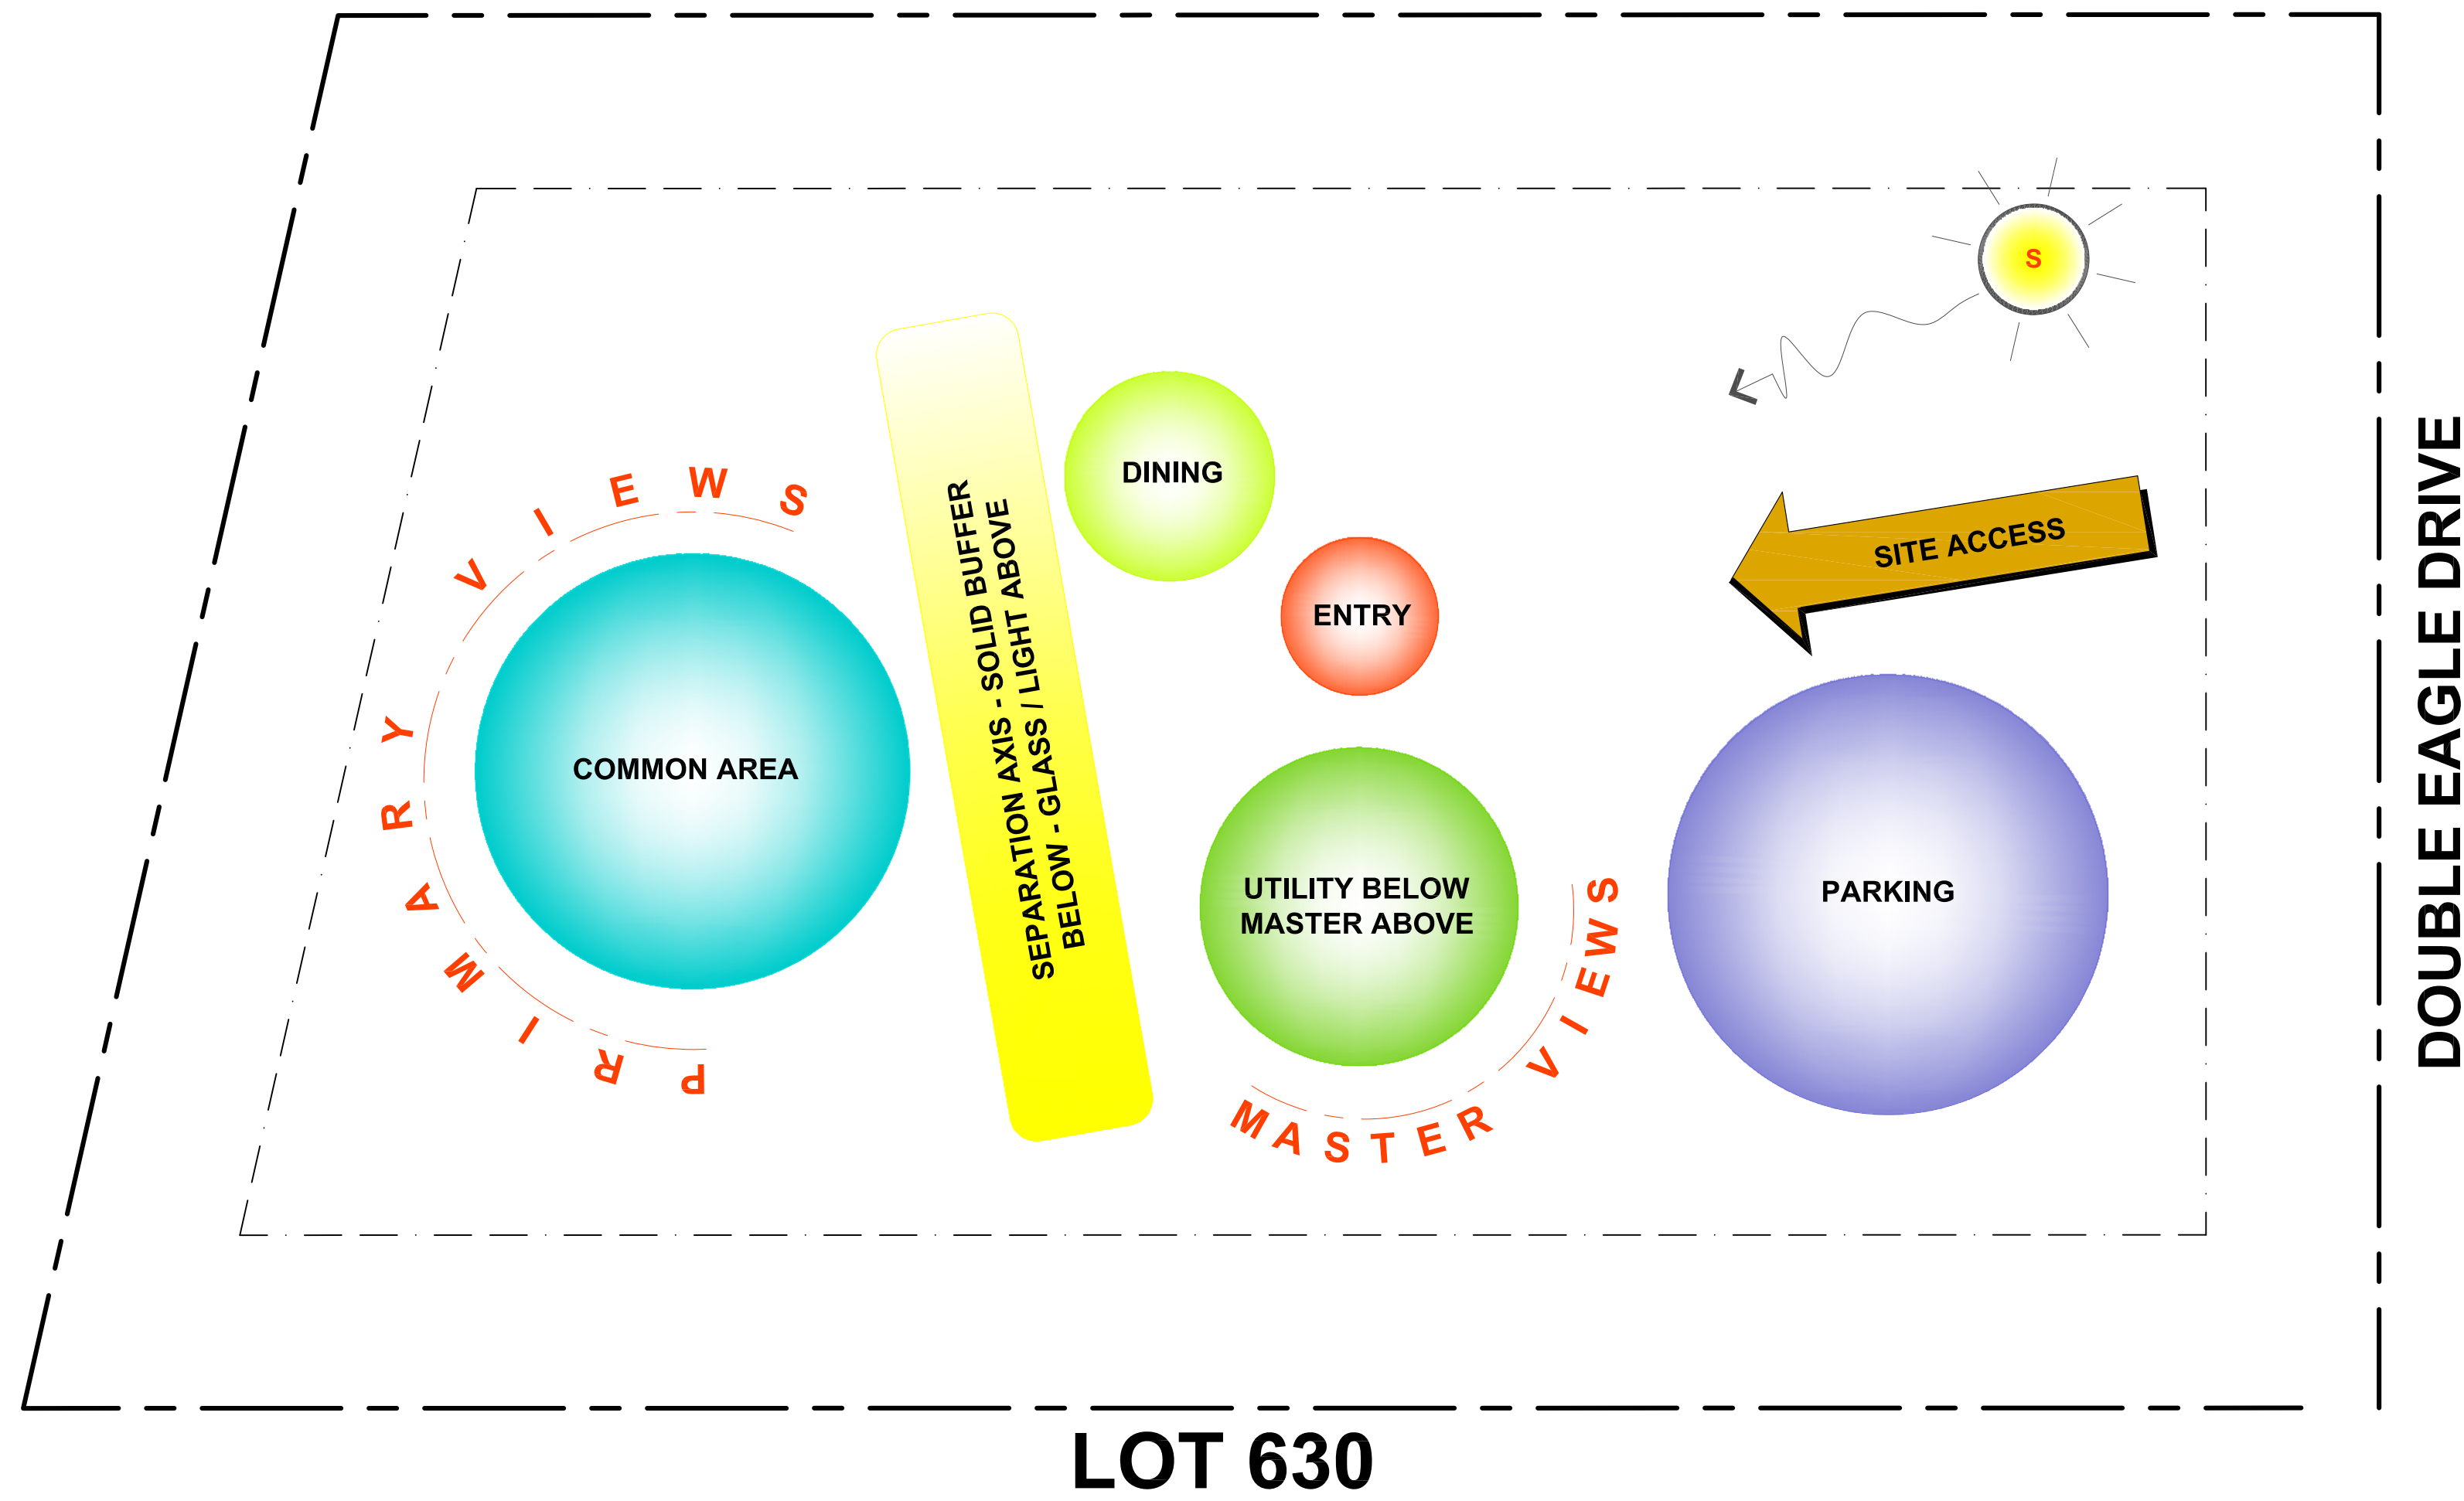 S
DINING
SITE ACCESS
ENTRY
PRIMARY VIEWS
COMMON AREA
SEPARATION AXIS - SOLID BUFFER
BELOW - GLASS / LIGHT ABOVE
UTILITY BELOW
MASTER ABOVE
MASTER VIEWS
PARKING
DOUBLE EAGLE DRIVE
LOT 630